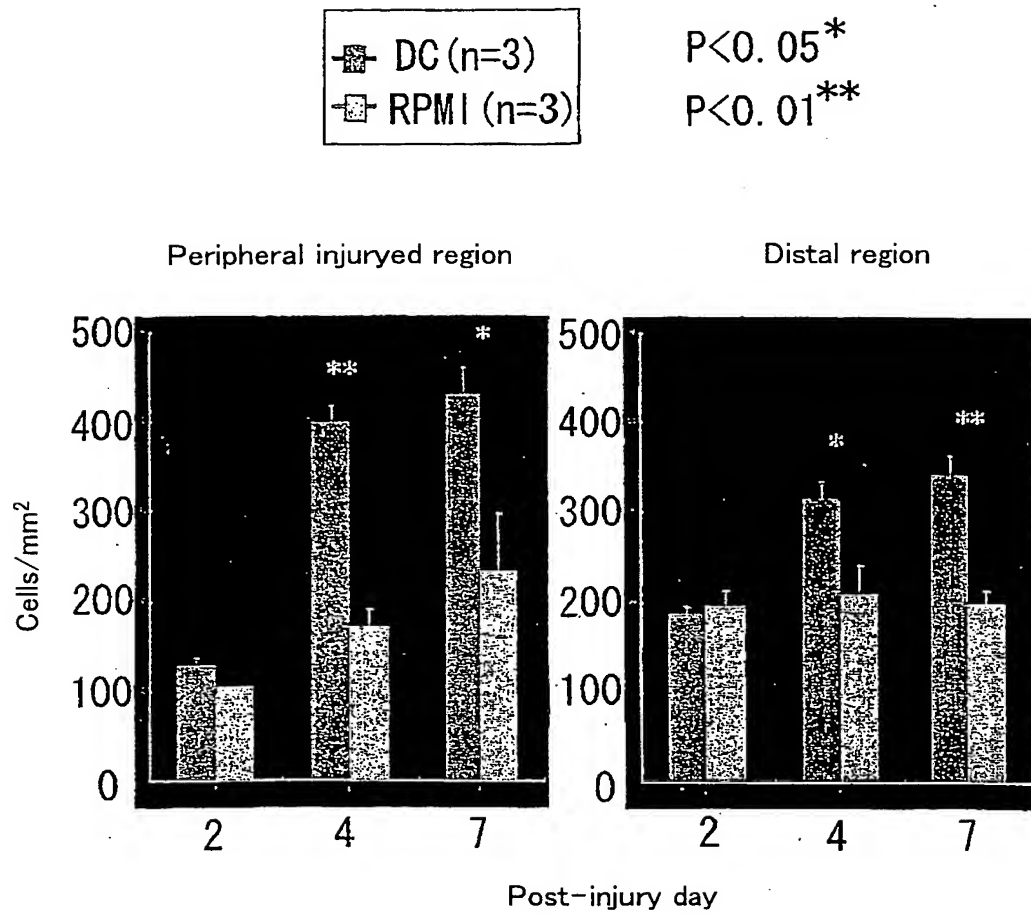 DC(n=3) P<0.05*
RPMI(n=3) P<0.01**
Peripheral injuryed region
Distal region
Cells/mm²
500
400
300
200
100
0
*
**
2 4 7
500
400
300
200
100
0
*
**
2 4 7
Post-injury day